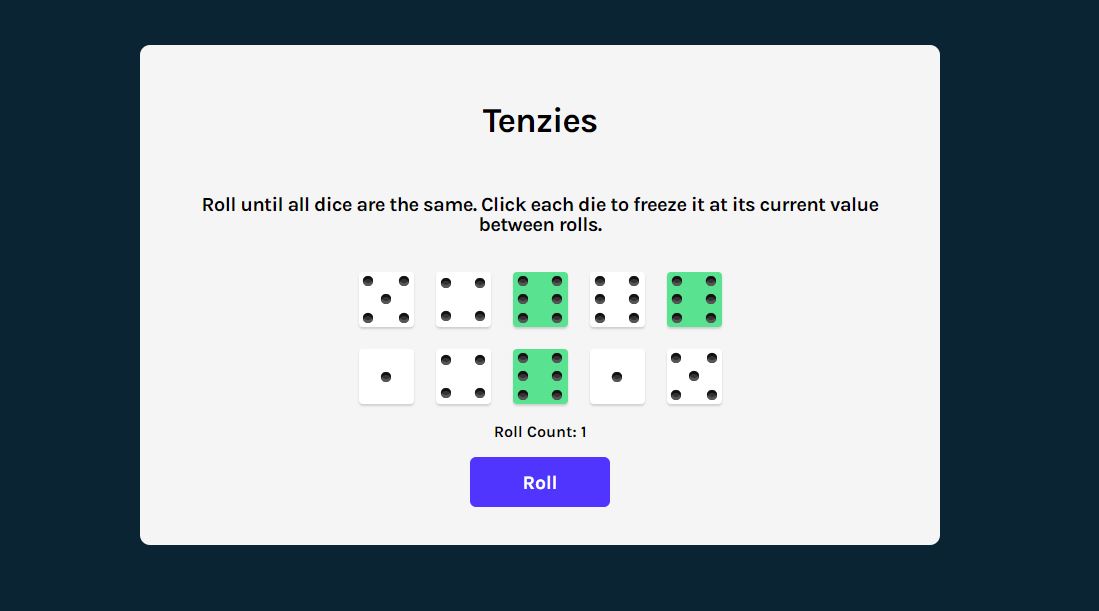 Tenzies
Roll until all dice are the same. Click each die to freeze it at its current value
between rolls.
Roll Count: 1
Roll